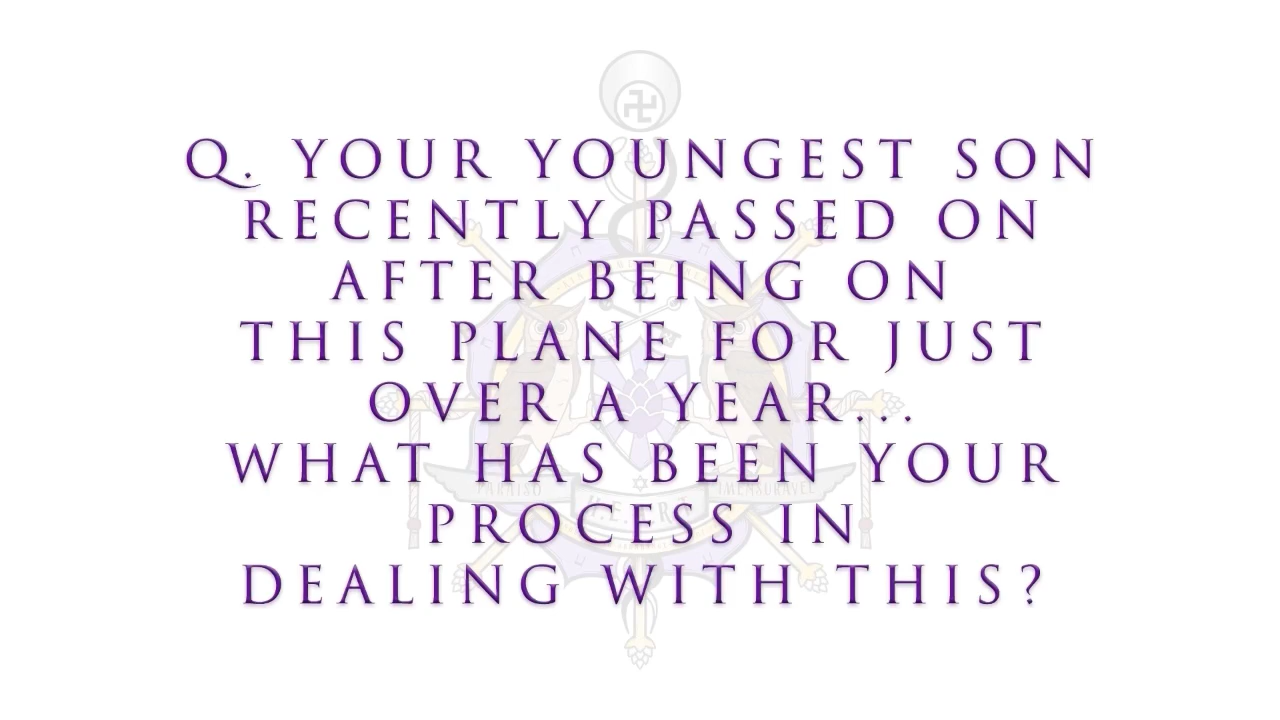 Q. YOUR YOUNGEST SON
RECENTLY PASSED ON
AFTER BEING ON
THIS PLANE FOR JUST
OVER A YEAR...
WHAT HAS BEEN YOUR
PROCESS IN
DEALING WITH THIS?
PARAISO